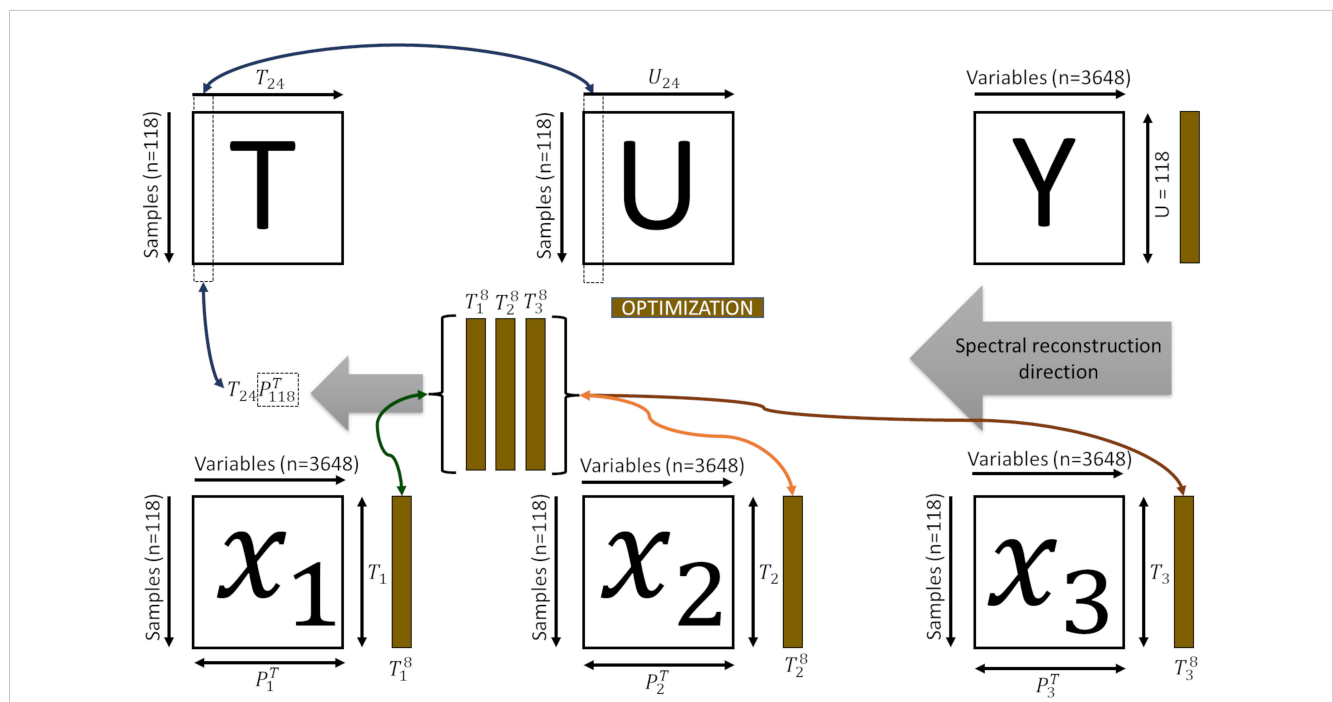 T₂₄
U₂₄
Variables (n=3648)
Samples (n=118)
T
Samples (n=118)
U
Y
U = 118
T₁⁸ T₂⁸ T₃⁸
OPTIMIZATION
Spectral reconstruction
direction
T₂₄P₁₁₈ᵀ
Variables (n=3648)
Variables (n=3648)
Variables (n=3648)
Samples (n=118)
x₁
T₁
Samples (n=118)
x₂
T₂
Samples (n=118)
x₃
T₃
P₁ᵀ
T₁⁸
P₂ᵀ
T₂⁸
P₃ᵀ
T₃⁸